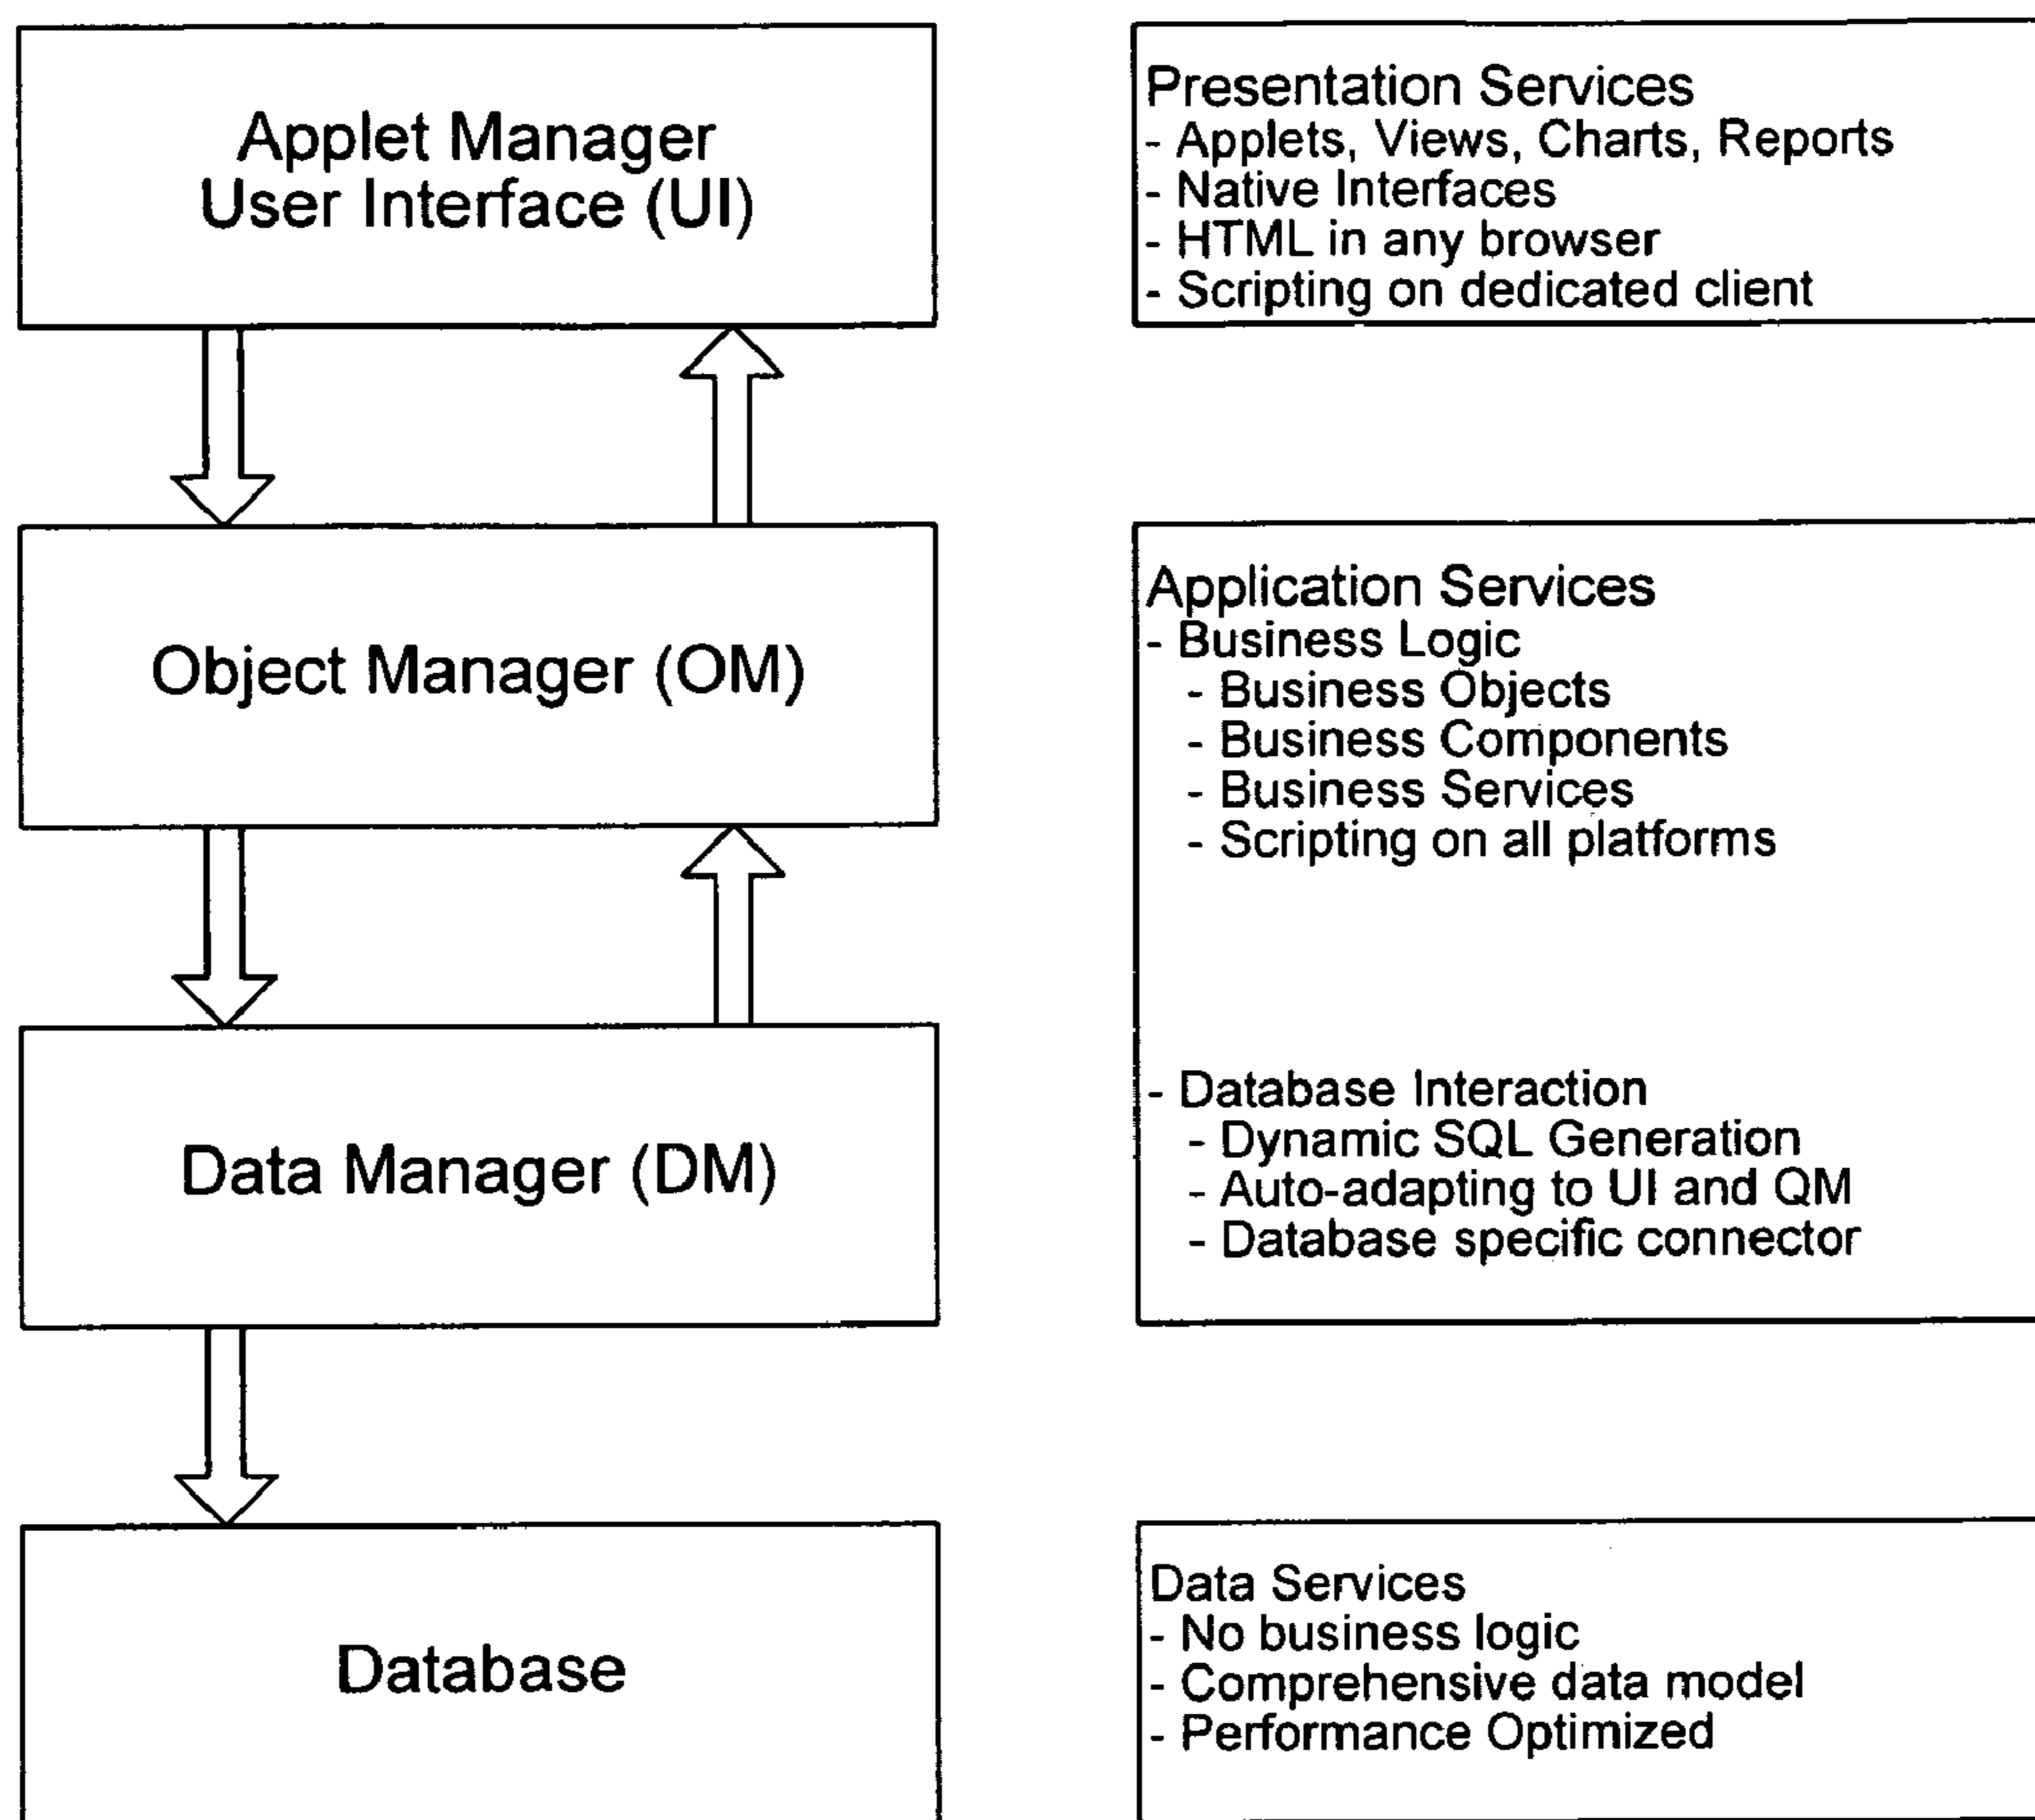 Applet Manager
User Interface (UI)
Presentation Services
- Applets, Views, Charts, Reports
- Native Interfaces
- HTML in any browser
- Scripting on dedicated client
Object Manager (OM)
Application Services
- Business Logic
- Business Objects
- Business Components
- Business Services
- Scripting on all platforms
Data Manager (DM)
- Database Interaction
- Dynamic SQL Generation
- Auto-adapting to UI and QM
- Database specific connector
Database
Data Services
- No business logic
- Comprehensive data model
- Performance Optimized